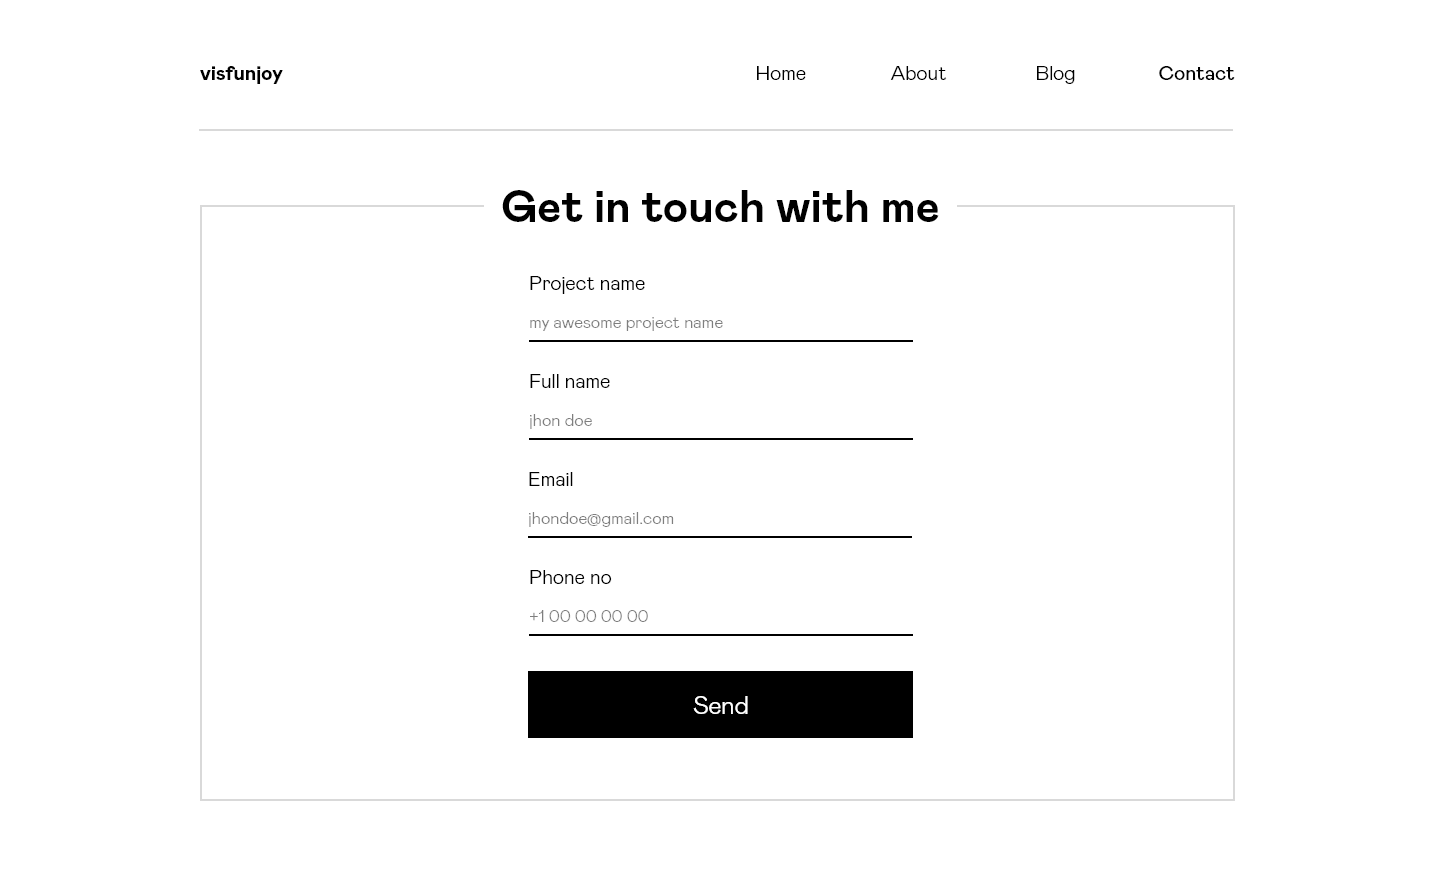 visfunjoy Home About Blog Contact
Get in touch with me
Project name
my awesome project name
Full name
jhon doe
Email
jhondoe@gmail.com
Phone no
+1 00 00 00 00
Send